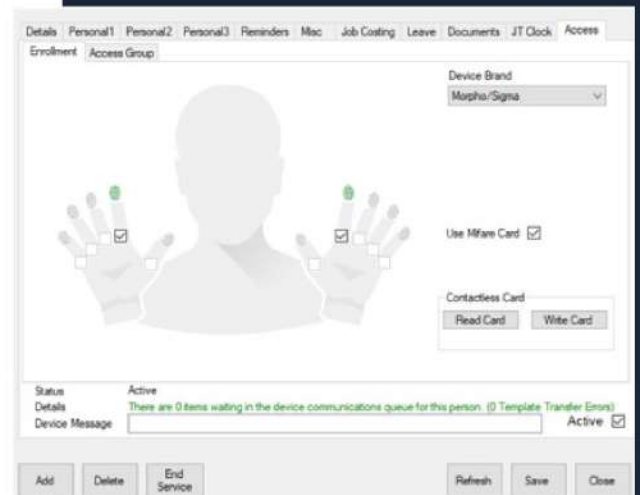 Details Personal1 Personal2 Personal3 Reminders Misc Job Costing Leave Documents JT Clock Access
Enrollment Access Group
Device Brand
Morpho/Sigma
Use Mifare Card
Contactless Card
Read Card Write Card
Status Active
Details There are 0 items waiting in the device communications queue for this person. (0 Template Transfer Errors)
Device Message Active
Add Delete End Service Refresh Save Close